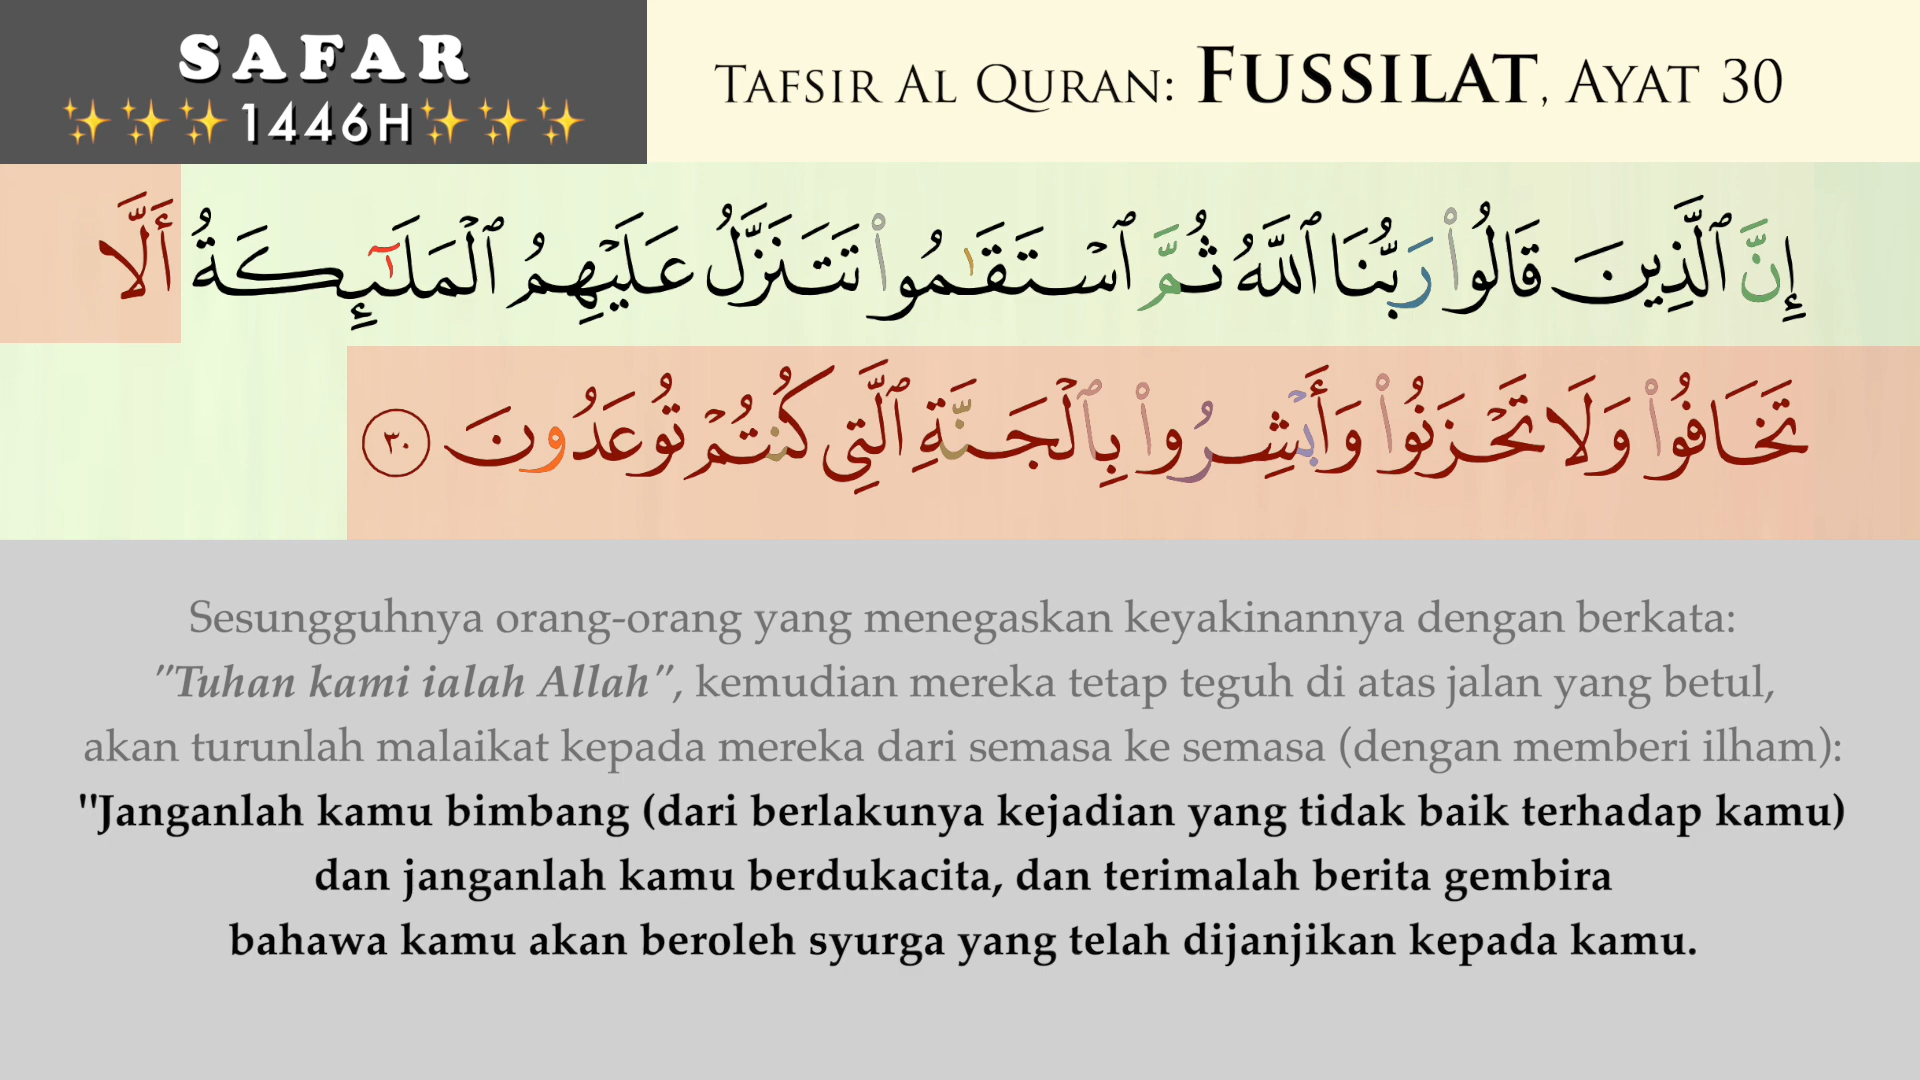 SAFAR
✨✨✨1446H✨✨✨
TAFSIR AL QURAN: FUSSILAT, AYAT 30
إِنَّ ٱلَّذِينَ قَالُوا۟ رَبُّنَا ٱللَّهُ ثُمَّ ٱسْتَقَـٰمُوا۟ تَتَنَزَّلُ عَلَيْهِمُ ٱلْمَلَـٰٓئِكَةُ أَلَّا
تَخَافُوا۟ وَلَا تَحْزَنُوا۟ وَأَبْشِرُوا۟ بِٱلْجَنَّةِ ٱلَّتِى كُنتُمْ تُوعَدُونَ ٣٠
Sesungguhnya orang-orang yang menegaskan keyakinannya dengan berkata:
"Tuhan kami ialah Allah", kemudian mereka tetap teguh di atas jalan yang betul,
akan turunlah malaikat kepada mereka dari semasa ke semasa (dengan memberi ilham):
"Janganlah kamu bimbang (dari berlakunya kejadian yang tidak baik terhadap kamu)
dan janganlah kamu berdukacita, dan terimalah berita gembira
bahawa kamu akan beroleh syurga yang telah dijanjikan kepada kamu.